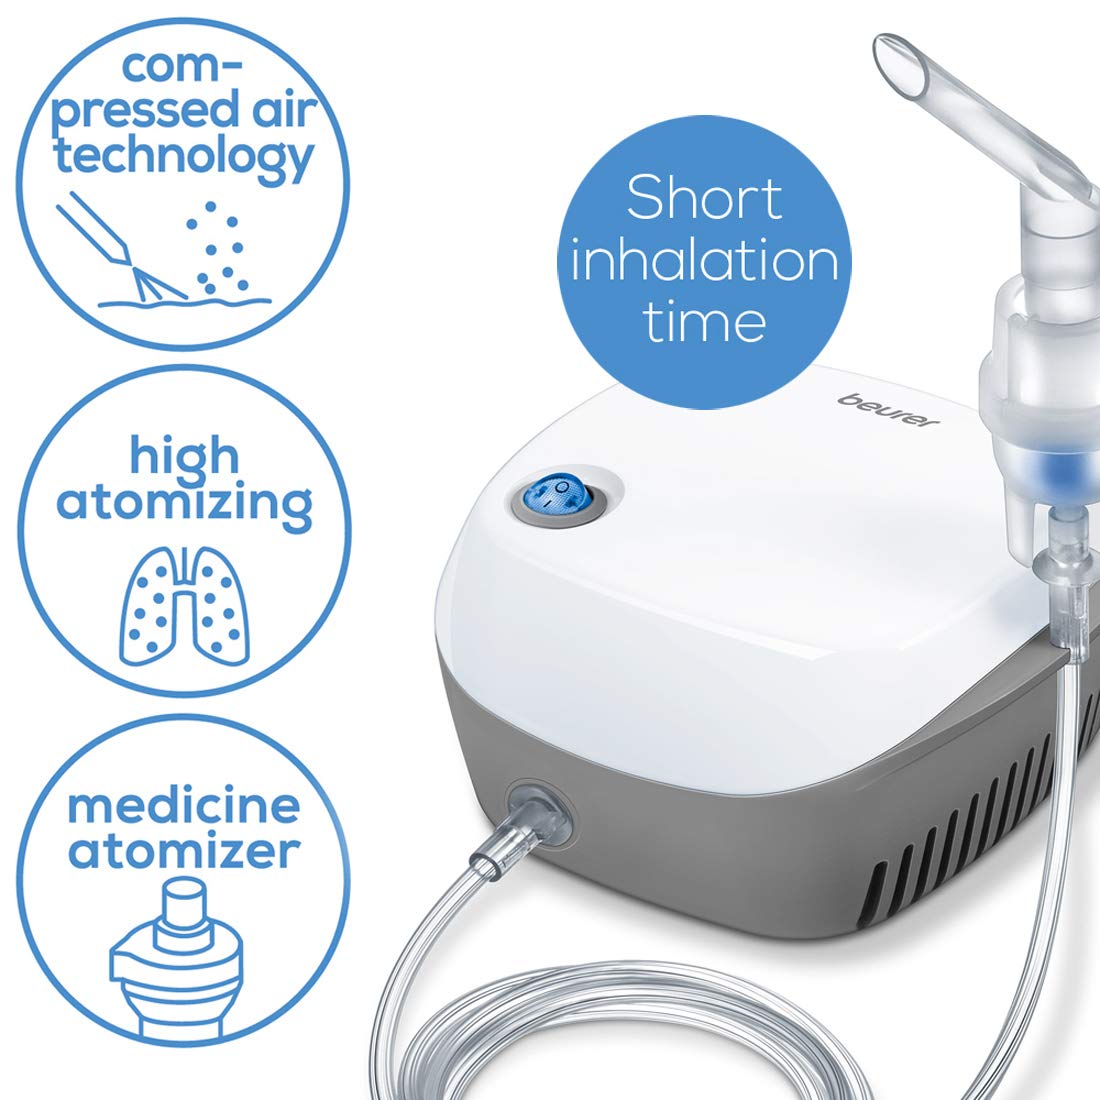 com-
pressed air
technology
high
atomizing
medicine
atomizer
Short
inhalation
time
beurer